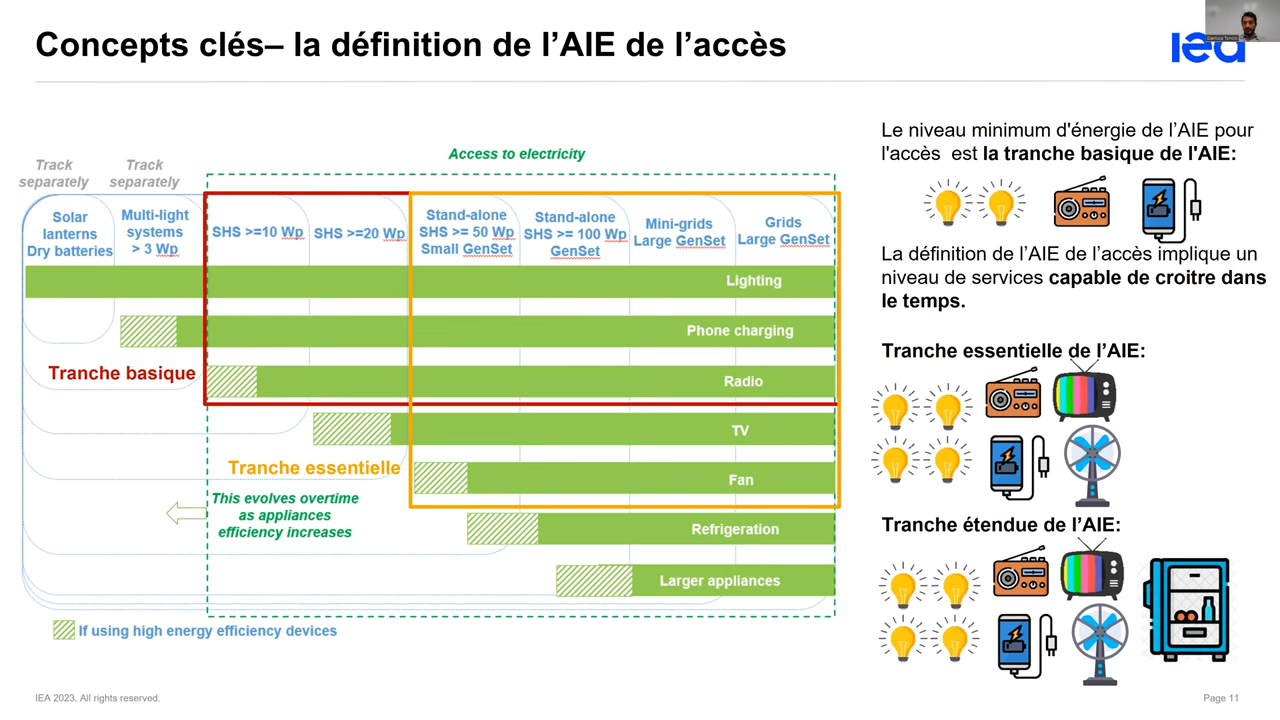 Concepts clés– la définition de l’AIE de l’accès
iea
Access to electricity
Track
separately
Track
separately
Solar
lanterns
Dry batteries
Multi-light
systems
> 3 Wp
SHS >=10 Wp
SHS >=20 Wp
Stand-alone
SHS >= 50 Wp
Small GenSet
Stand-alone
SHS >= 100 Wp
GenSet
Mini-grids
Large GenSet
Grids
Large GenSet
Lighting
Phone charging
Tranche basique
Radio
TV
Tranche essentielle
Fan
This evolves overtime
as appliances
efficiency increases
Refrigeration
Larger appliances
If using high energy efficiency devices
Le niveau minimum d'énergie de l’AIE pour
l'accès est la tranche basique de l'AIE:
La définition de l’AIE de l’accès implique un
niveau de services capable de croitre dans
le temps.
Tranche essentielle de l’AIE:
Tranche étendue de l’AIE:
IEA 2023. All rights reserved.
Page 11